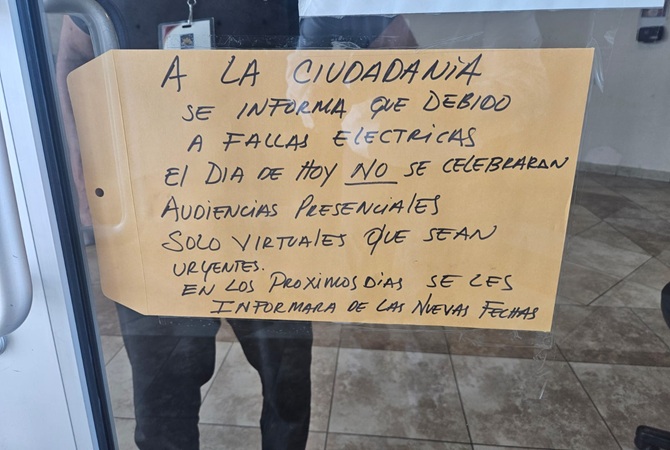 A LA CIUDADANiA
SE INFORMA QUE DEBIDO
A FALLAS ELECTRICAS
El DIA DE HOY NO SE CELEBRARAN
AUDIENCIAS PRESENCIALES
SOLO VIRTUALES QUE SEAN
URGENTES.
EN LOS PROXIMOS DIAS SE LES
INFORMARA DE LAS NUEVAS FECHAS